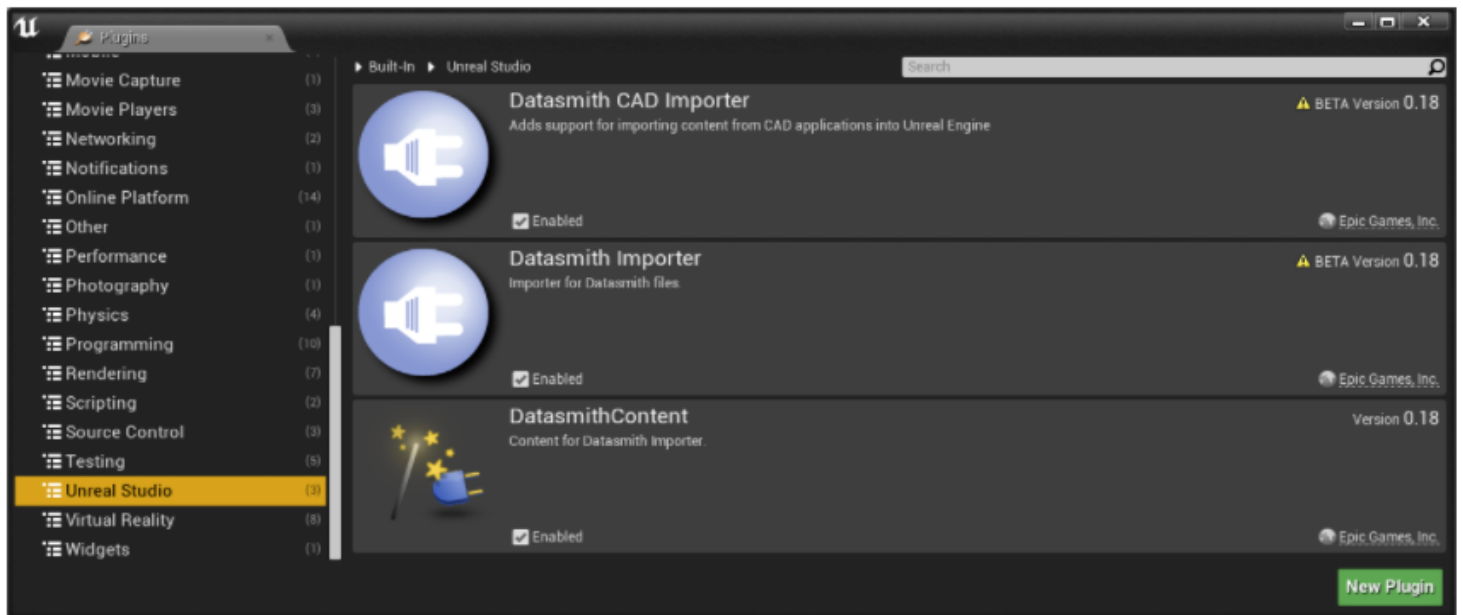 Plugins
Movie Capture (1)
Movie Players (3)
Networking (2)
Notifications (1)
Online Platform (14)
Other (1)
Performance (1)
Photography (1)
Physics (4)
Programming (10)
Rendering (7)
Scripting (2)
Source Control (3)
Testing (5)
Unreal Studio (3)
Virtual Reality (8)
Widgets (1)
Built-In Unreal Studio
Search
Datasmith CAD Importer
BETA Version 0.18
Adds support for importing content from CAD applications into Unreal Engine
Enabled
Epic Games, Inc.
Datasmith Importer
BETA Version 0.18
Importer for Datasmith files.
Enabled
Epic Games, Inc.
DatasmithContent
Version 0.18
Content for Datasmith Importer.
Enabled
Epic Games, Inc.
New Plugin